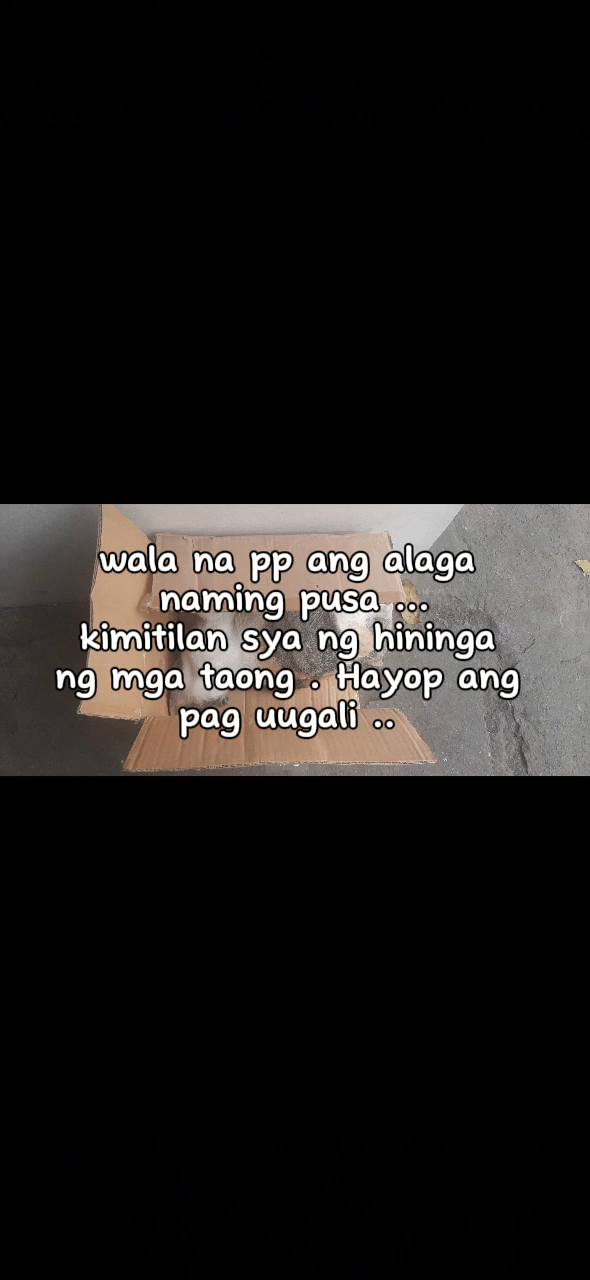 wala na pp ang alaga
naming pusa ...
kimitilan sya ng hininga
ng mga taong . Hayop ang
pag uugali ..